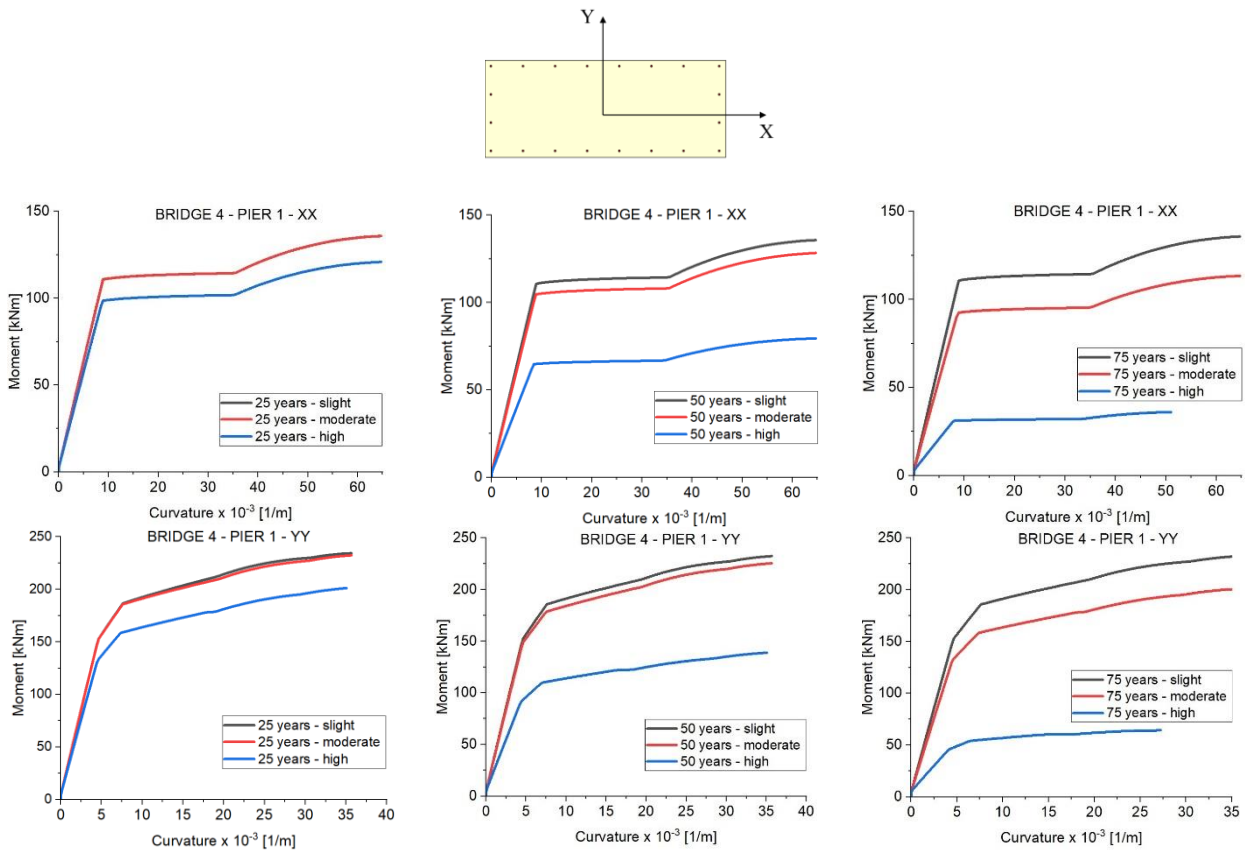 Y
X
BRIDGE 4 - PIER 1 - XX
Moment [kNm]
150
100
50
0
0 10 20 30 40 50 60
Curvature x 10⁻³ [1/m]
25 years - slight
25 years - moderate
25 years - high
BRIDGE 4 - PIER 1 - XX
Moment [kNm]
150
100
50
0
0 10 20 30 40 50 60
Curvature x 10⁻³ [1/m]
50 years - slight
50 years - moderate
50 years - high
BRIDGE 4 - PIER 1 - XX
Moment [kNm]
150
100
50
0
0 10 20 30 40 50 60
Curvature x 10⁻³ [1/m]
75 years - slight
75 years - moderate
75 years - high
BRIDGE 4 - PIER 1 - YY
Moment [kNm]
250
200
150
100
50
0
0 5 10 15 20 25 30 35 40
Curvature x 10⁻³ [1/m]
25 years - slight
25 years - moderate
25 years - high
BRIDGE 4 - PIER 1 - YY
Moment [kNm]
250
200
150
100
50
0
0 5 10 15 20 25 30 35 40
Curvature x 10⁻³ [1/m]
50 years - slight
50 years - moderate
50 years - high
BRIDGE 4 - PIER 1 - YY
Moment [kNm]
250
200
150
100
50
0
0 5 10 15 20 25 30 35
Curvature x 10⁻³ [1/m]
75 years - slight
75 years - moderate
75 years - high